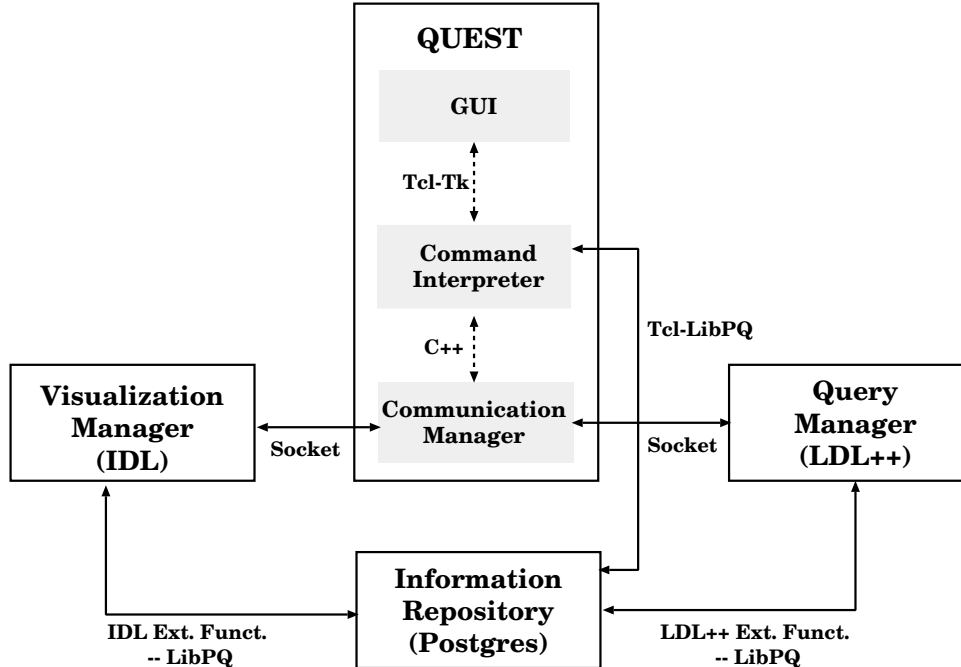 QUEST
GUI
Tcl-Tk
Command
Interpreter
Tcl-LibPQ
C++
Visualization
Manager
(IDL)
Socket
Communication
Manager
Socket
Query
Manager
(LDL++)
Information
Repository
(Postgres)
IDL Ext. Funct.
-- LibPQ
LDL++ Ext. Funct.
-- LibPQ